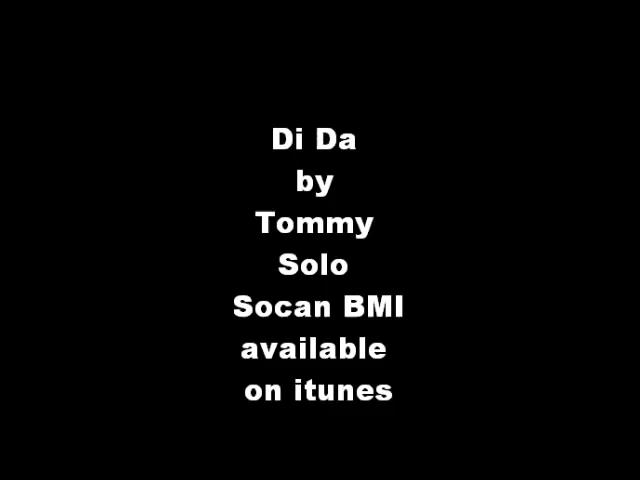 Di Da
by
Tommy
Solo
Socan BMI
available
on itunes